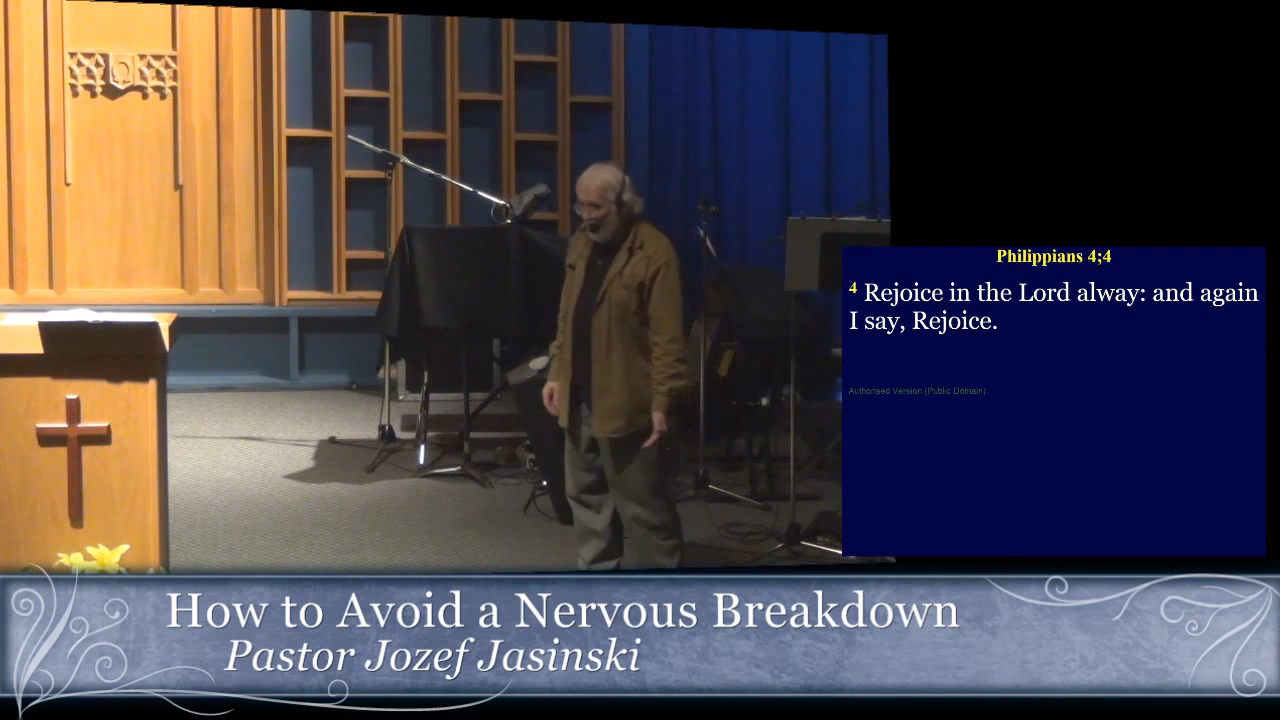 Philippians 4;4
4 Rejoice in the Lord alway: and again
I say, Rejoice.
Authorised Version (Public Domain).
How to Avoid a Nervous Breakdown
Pastor Jozef Jasinski